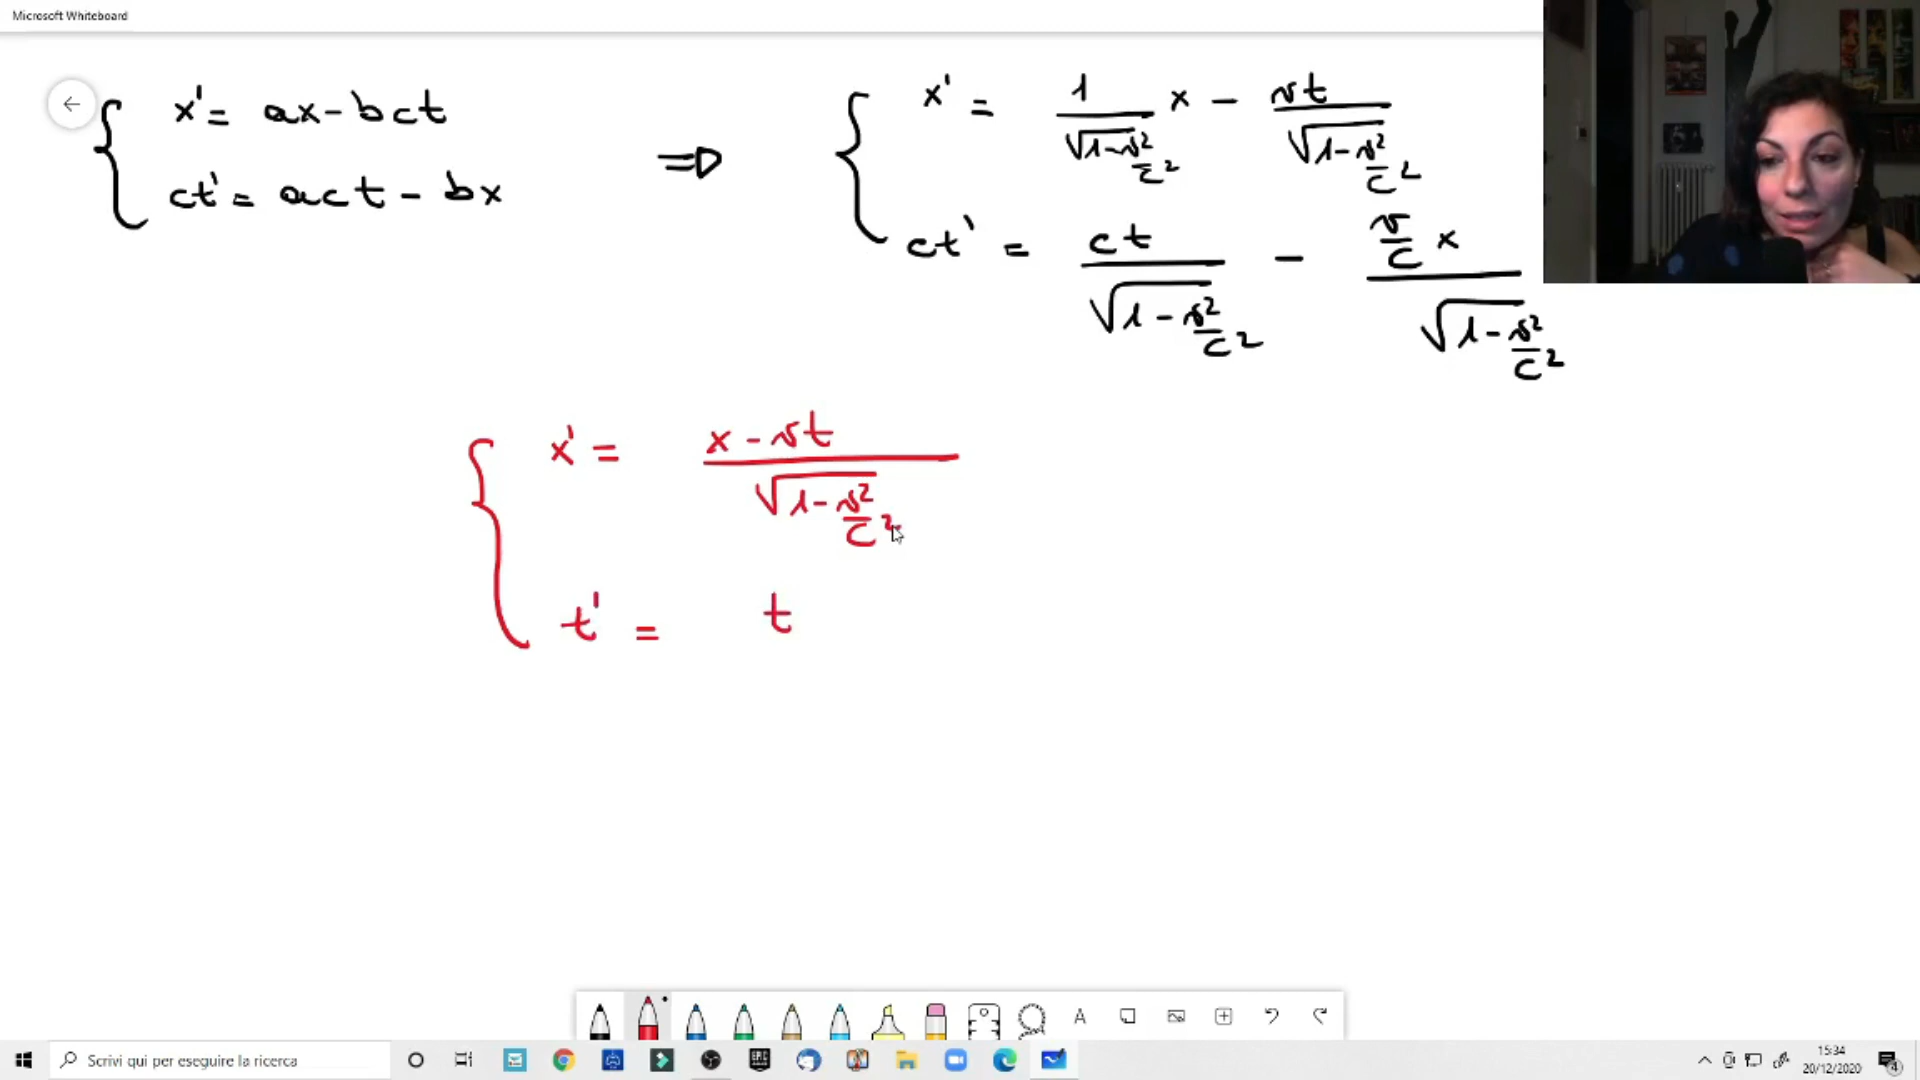 Microsoft Whiteboard
x' = ax - bct
ct' = act - bx
⇒
x' = 1/√(1-v²/c²) x - vt/√(1-v²/c²)
ct' = ct/√(1-v²/c²) - v/c x/√(1-v²/c²)
x' = x-vt/√(1-v²/c²)
t' = t
A
Scrivi qui per eseguire la ricerca
EPIC
15:34
20/12/2020
4